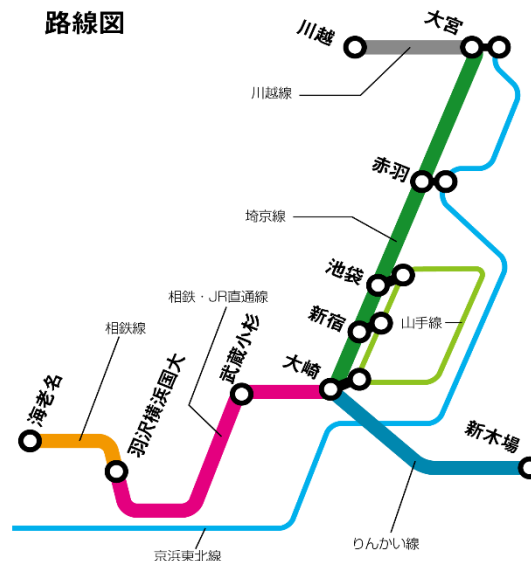 路線図
川越
大宮
川越線
赤羽
埼京線
池袋
相鉄・JR直通線
新宿
山手線
相鉄線
武蔵小杉
大崎
海老名
羽沢横浜国大
新木場
りんかい線
京浜東北線